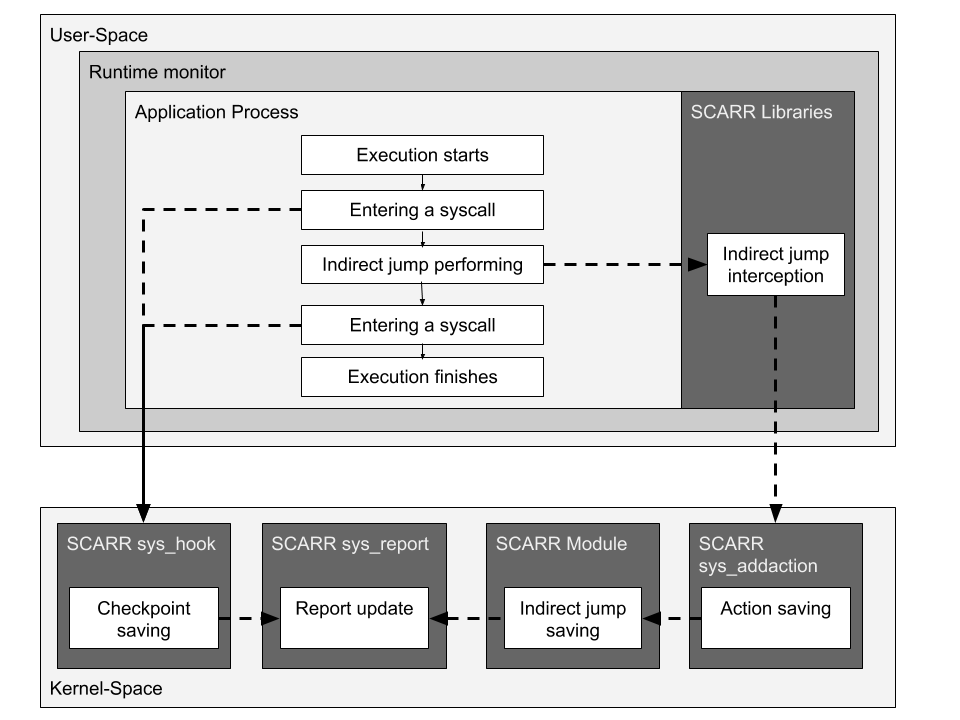 User-Space
Runtime monitor
Application Process
SCARR Libraries
Execution starts
Entering a syscall
Indirect jump performing
Indirect jump
interception
Entering a syscall
Execution finishes
SCARR sys_hook
SCARR sys_report
SCARR Module
SCARR
sys_addaction
Checkpoint
saving
Report update
Indirect jump
saving
Action saving
Kernel-Space